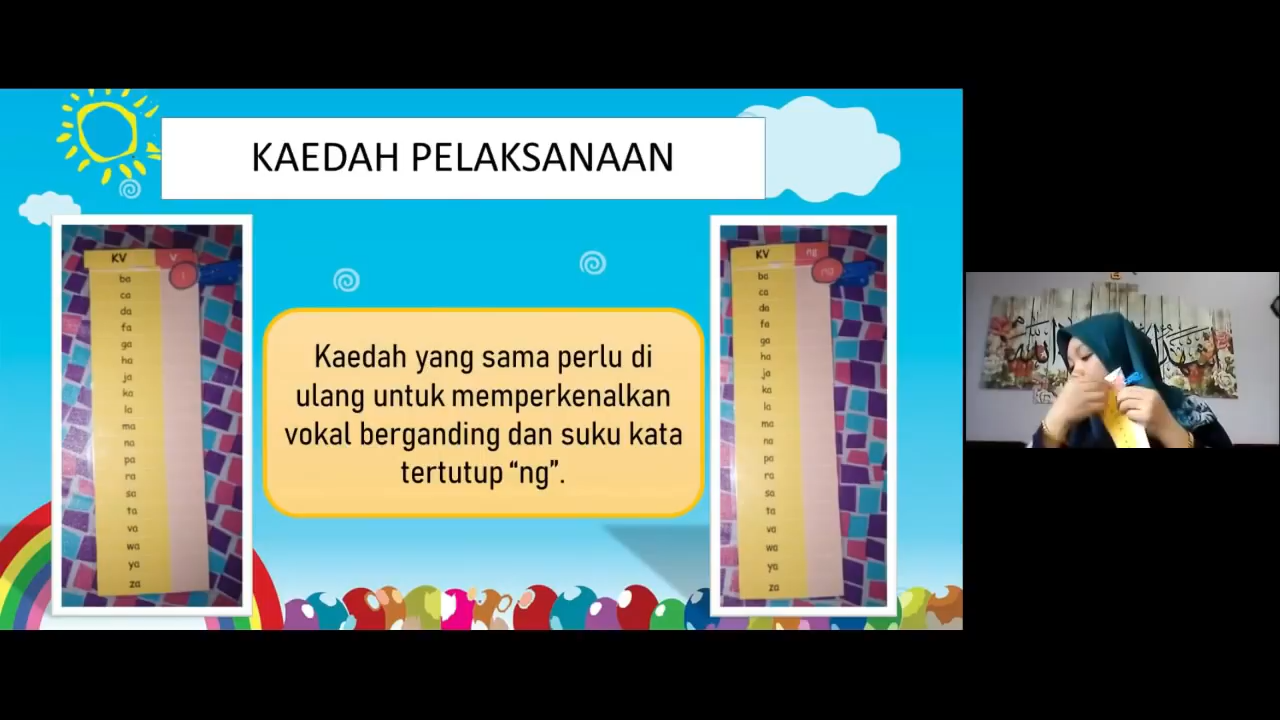 KAEDAH PELAKSANAAN
KV V
ba i
ca
da
fa
ga
ha
ja
ka
la
ma
na
pa
ra
sa
ta
va
wa
ya
za
Kaedah yang sama perlu di
ulang untuk memperkenalkan
vokal berganding dan suku kata
tertutup “ng”.
KV ng
ba ng
ca
da
fa
ga
ha
ja
ka
la
ma
na
pa
ra
sa
ta
va
wa
ya
za